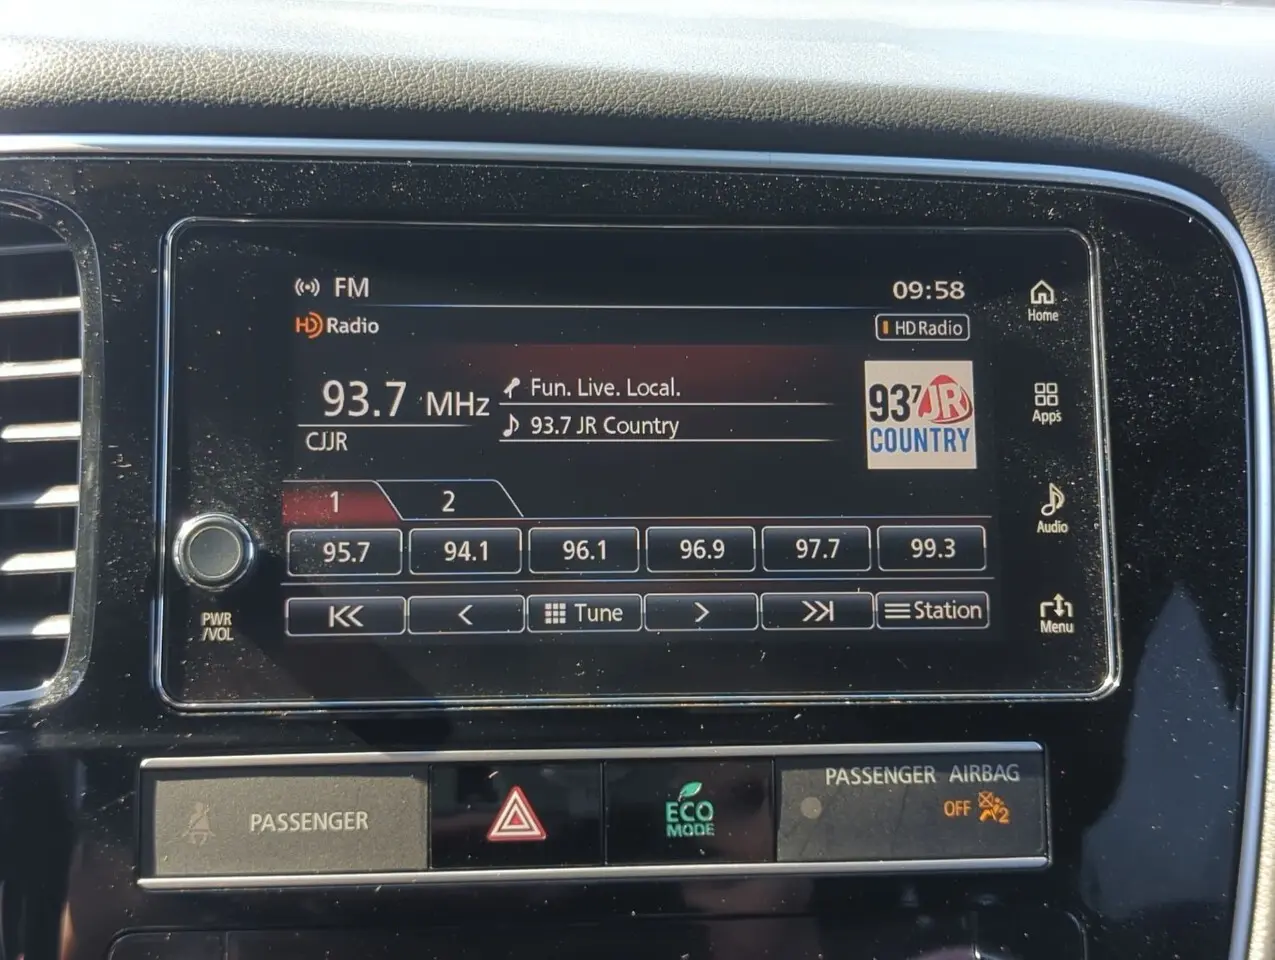 FM
09:58
HD Radio
HD Radio
93.7 MHz
Fun. Live. Local.
CJJR
93.7 JR Country
93.7 JR
COUNTRY
1
2
95.7
94.1
96.1
96.9
97.7
99.3
Tune
Station
Home
Apps
Audio
Menu
PWR
/VOL
PASSENGER
ECO
MODE
PASSENGER AIRBAG
OFF
2